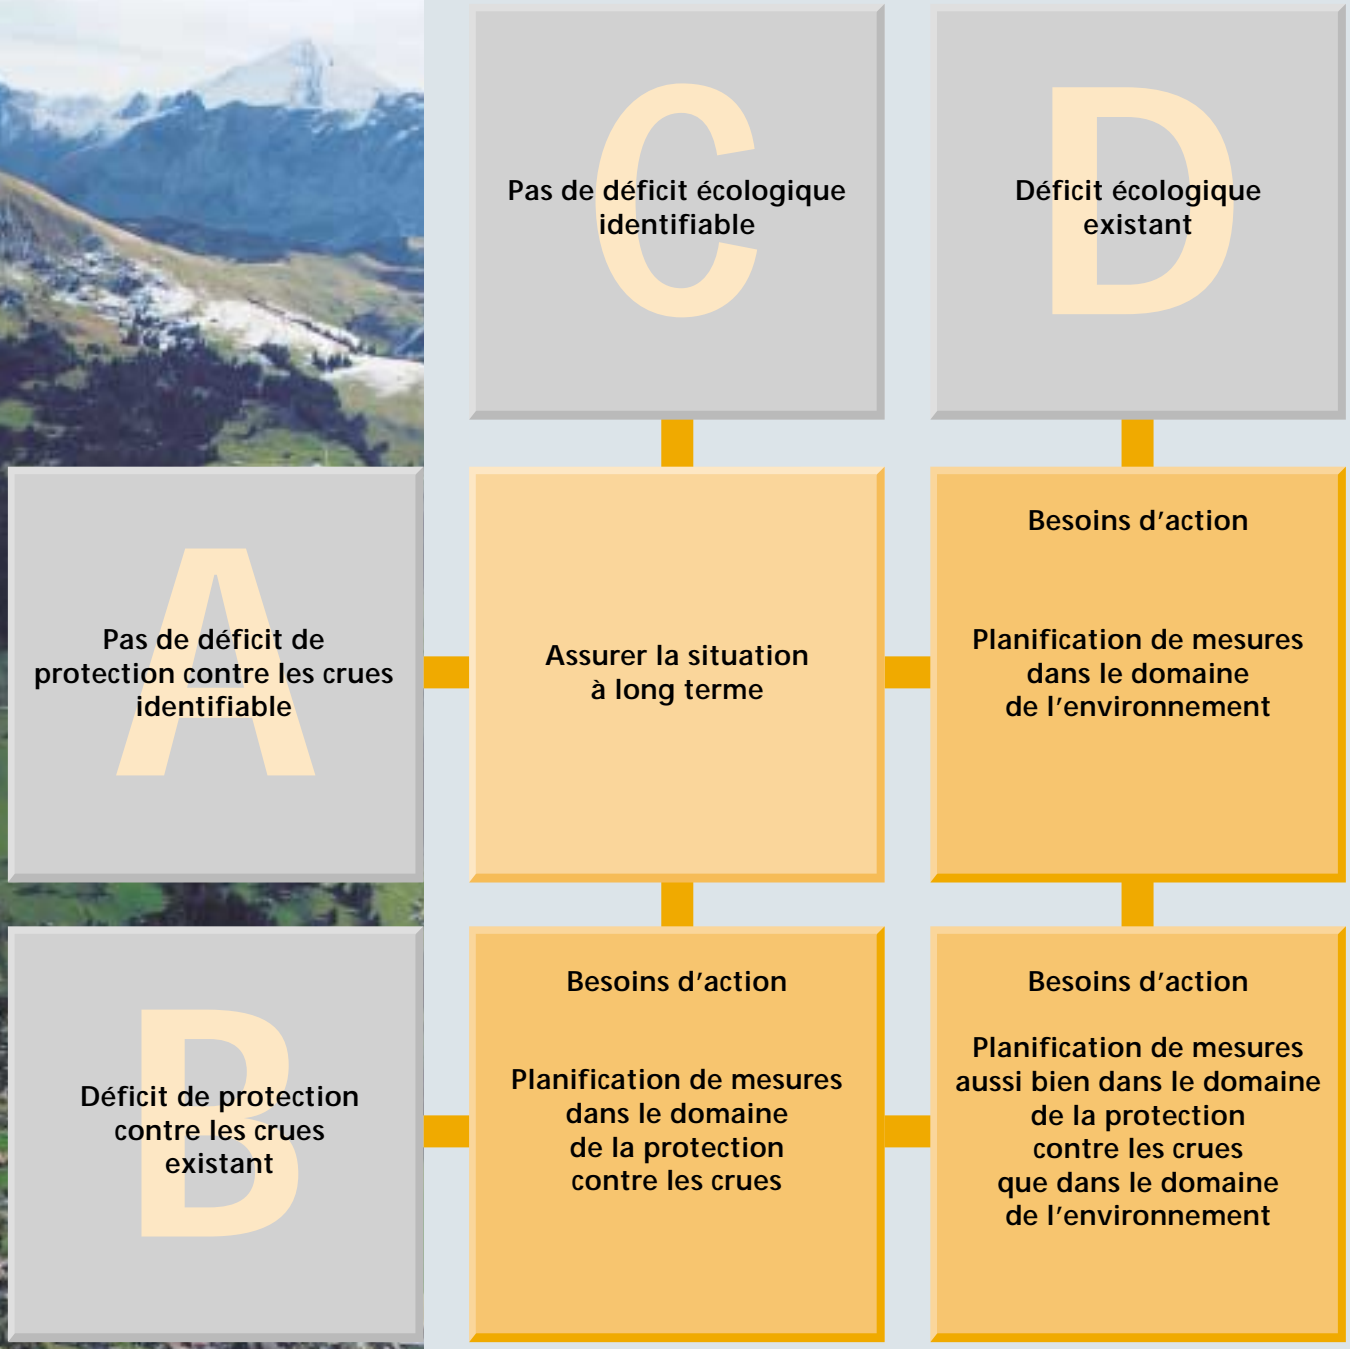 C
Pas de déficit écologique
identifiable
D
Déficit écologique
existant
A
Pas de déficit de
protection contre les crues
identifiable
Assurer la situation
à long terme
Besoins d’action
Planification de mesures
dans le domaine
de l’environnement
B
Déficit de protection
contre les crues
existant
Besoins d’action
Planification de mesures
dans le domaine
de la protection
contre les crues
Besoins d’action
Planification de mesures
aussi bien dans le domaine
de la protection
contre les crues
que dans le domaine
de l’environnement